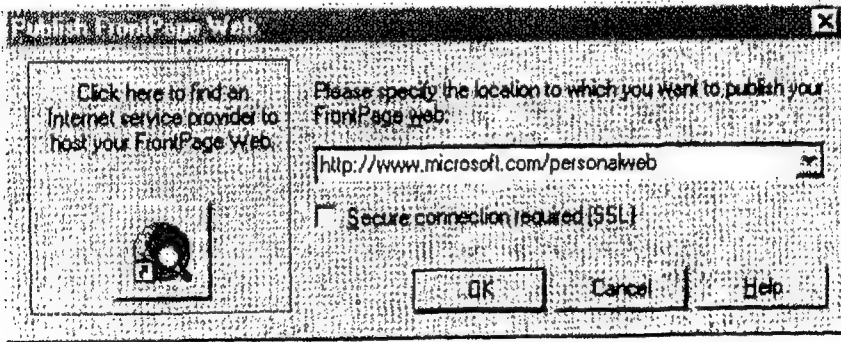 Publish FrontPage Web
Click here to find an
Internet service provider to
host your FrontPage Web.
Please specify the location to which you want to publish your
FrontPage web:
http://www.microsoft.com/personalweb
Secure connection required (SSL)
OK
Cancel
Help